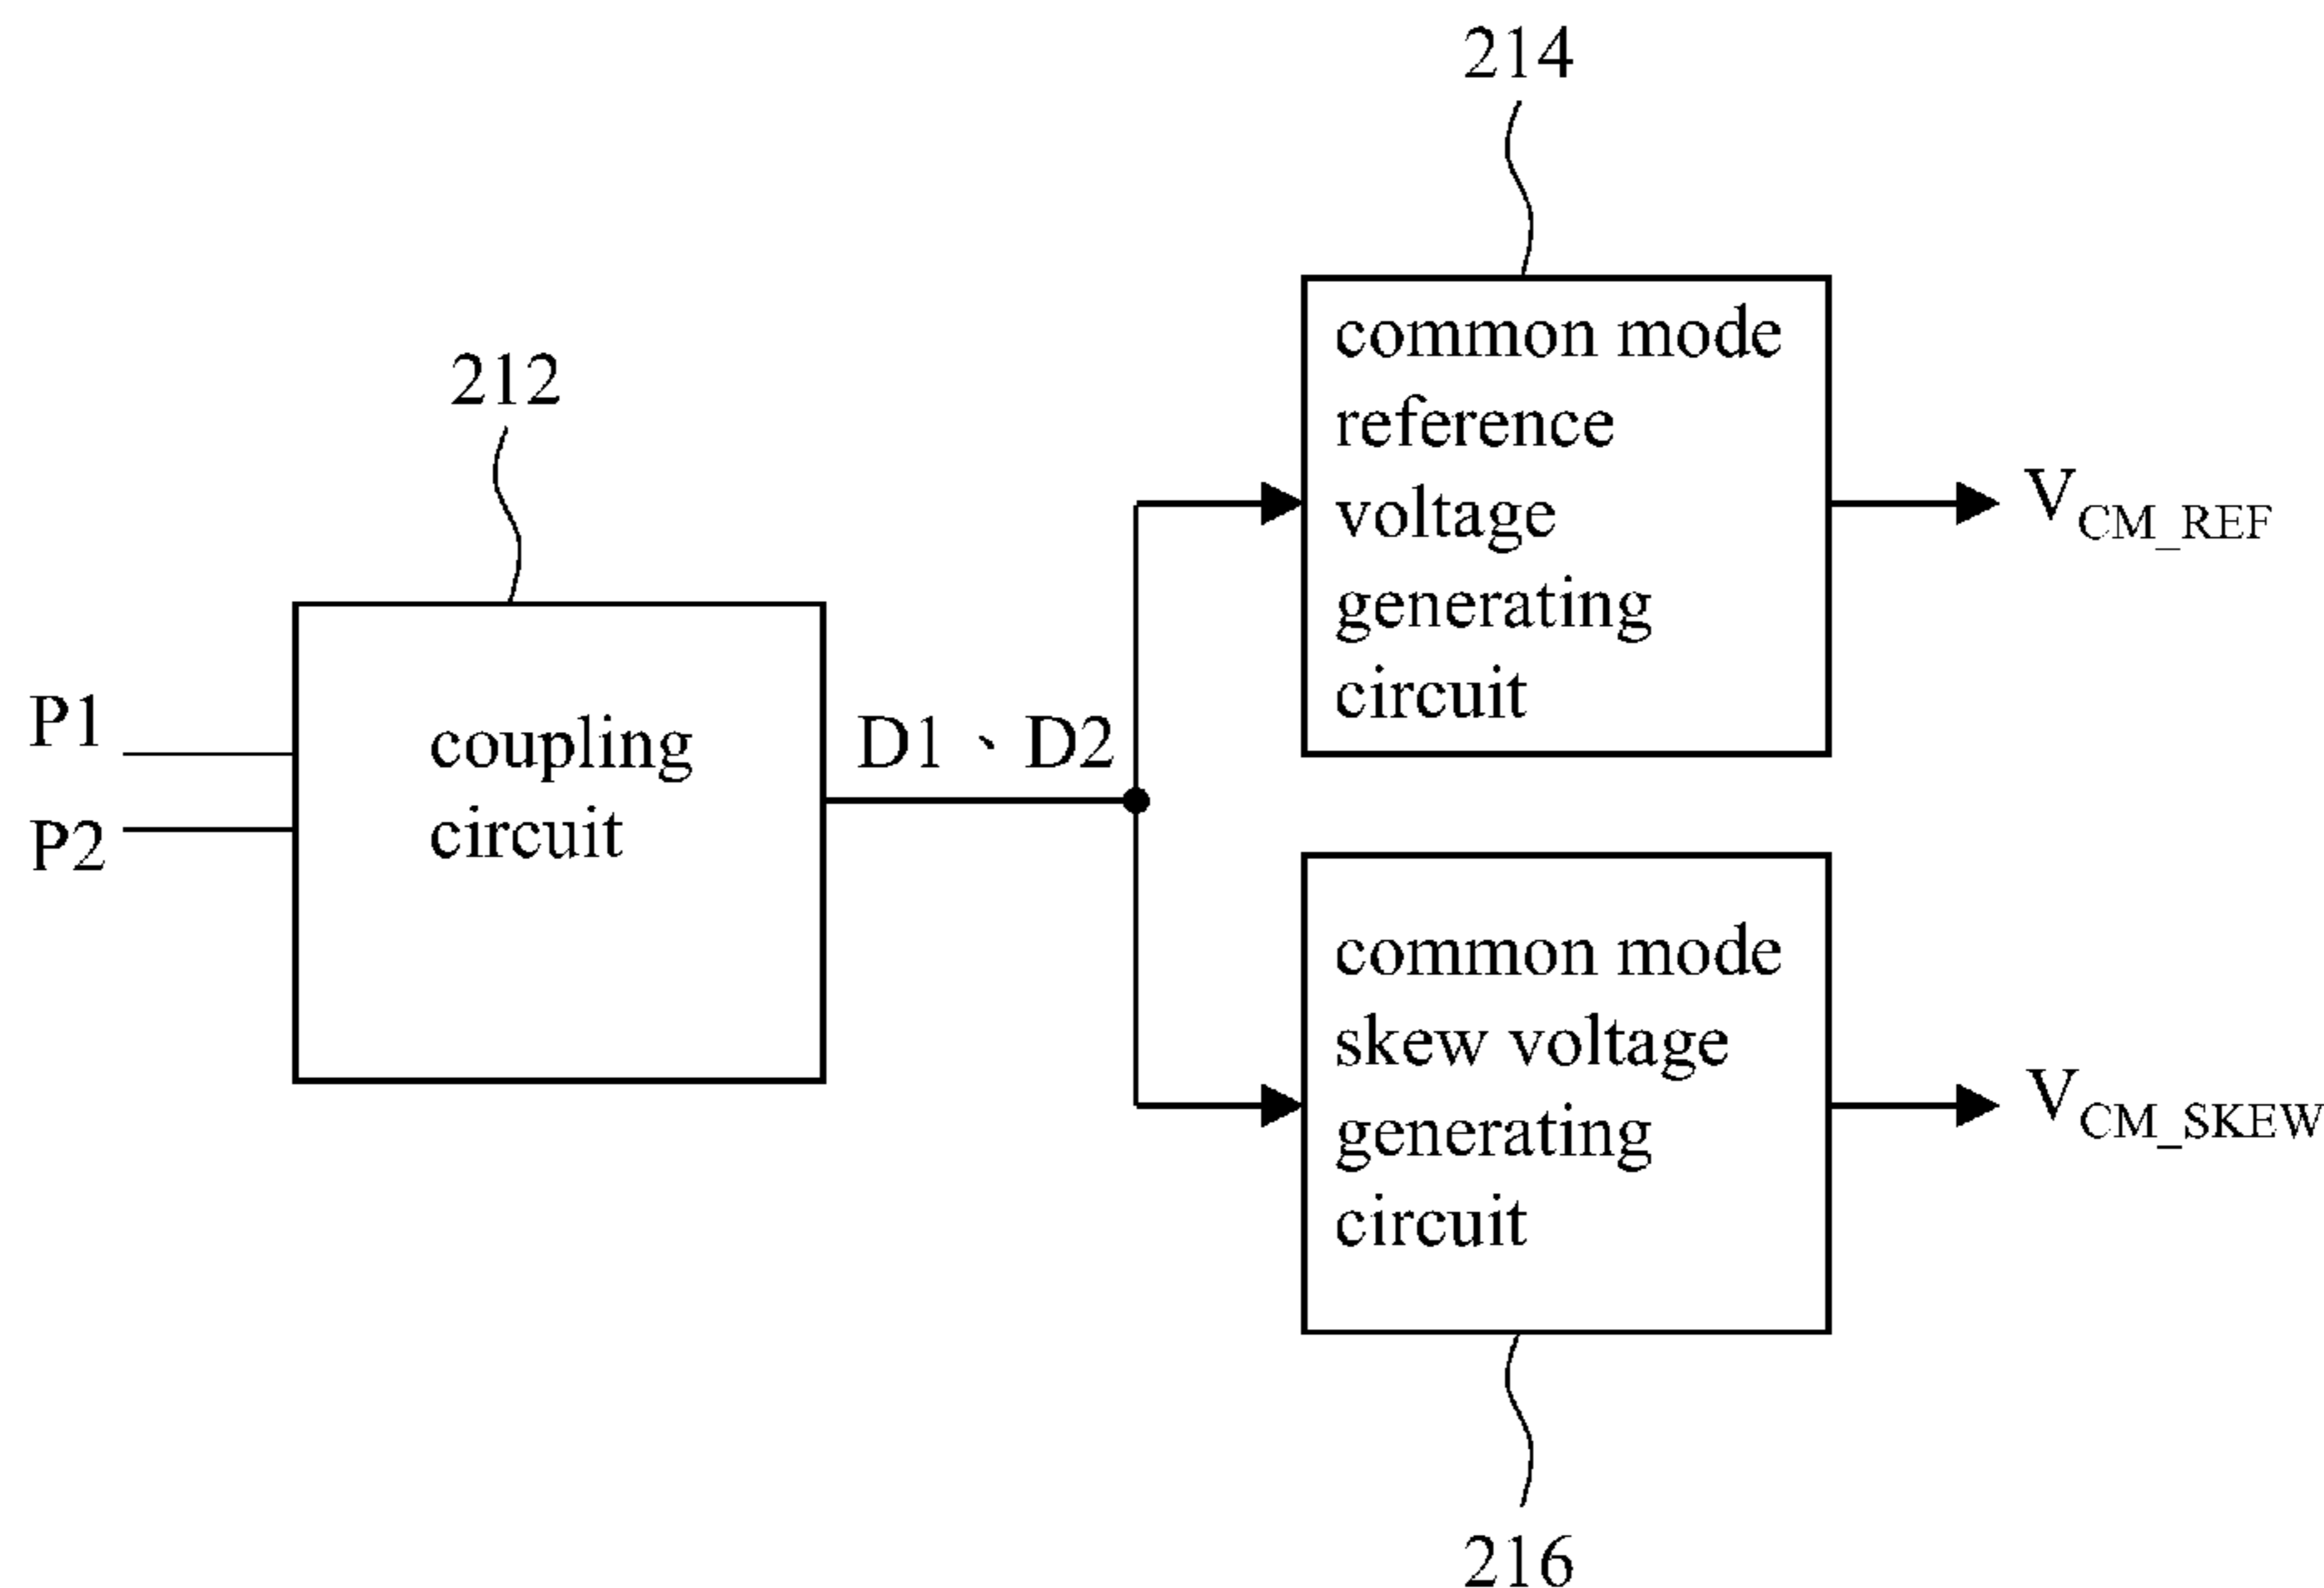 214
common mode
reference
voltage
generating
circuit
V_CM_REF
212
P1
P2
coupling
circuit
D1、D2
common mode
skew voltage
generating
circuit
V_CM_SKEW
216